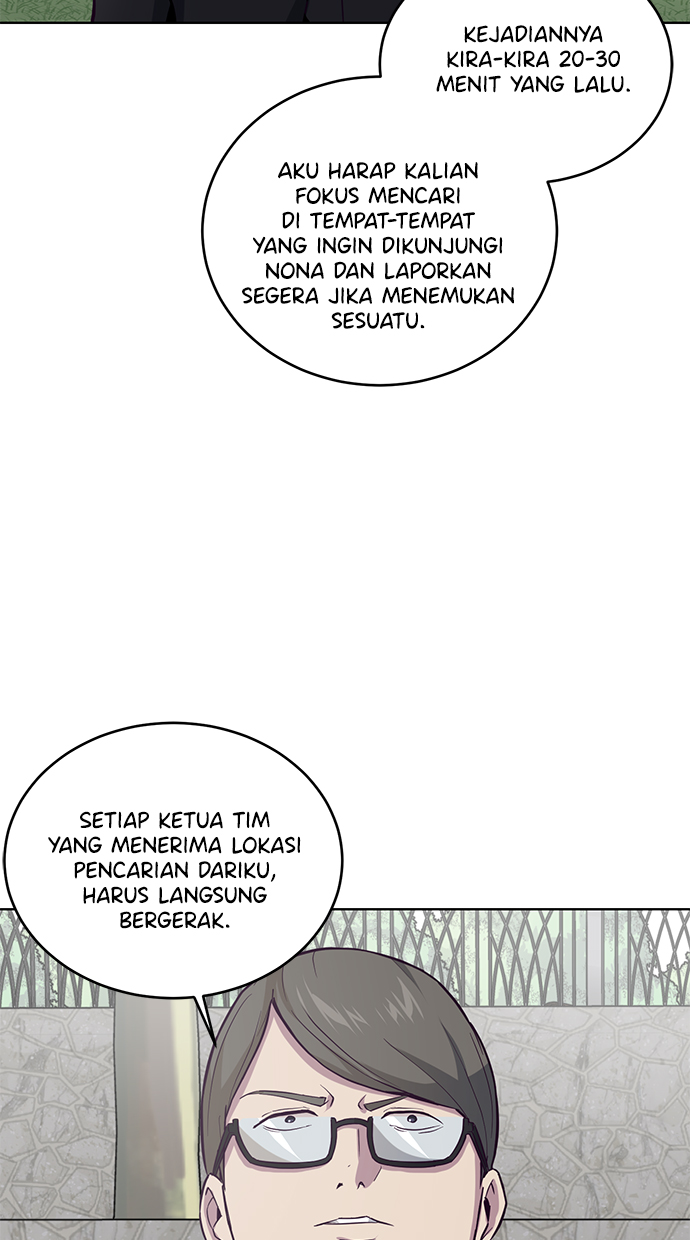 KEJADIANNYA
KIRA-KIRA 20-30
MENIT YANG LALU.
AKU HARAP KALIAN
FOKUS MENCARI
DI TEMPAT-TEMPAT
YANG INGIN DIKUNJUNGI
NONA DAN LAPORKAN
SEGERA JIKA MENEMUKAN
SESUATU.
SETIAP KETUA TIM
YANG MENERIMA LOKASI
PENCARIAN DARIKU,
HARUS LANGSUNG
BERGERAK.